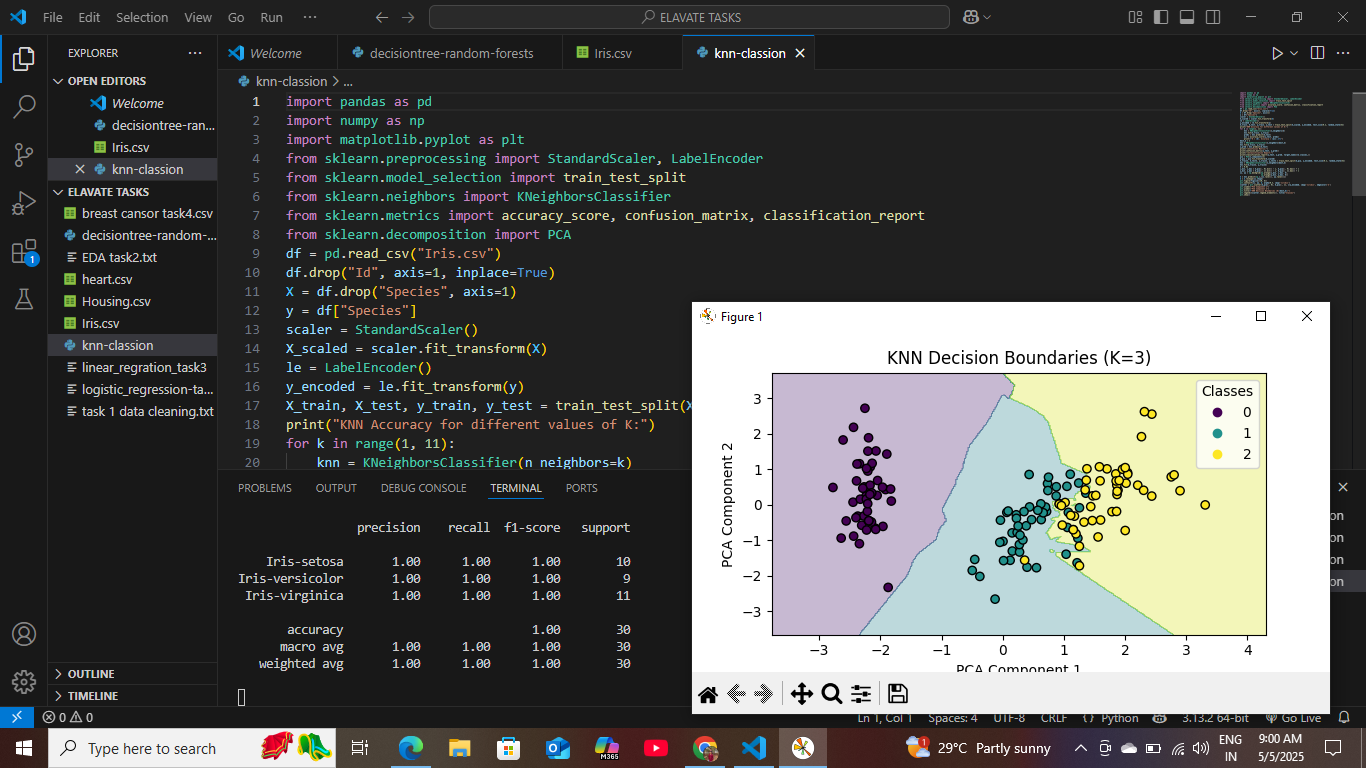 File Edit Selection View Go Run ··· ELAVATE TASKS
EXPLORER ···
OPEN EDITORS
Welcome
decisiontree-ran...
Iris.csv
knn-classion
ELAVATE TASKS
breast cansor task4.csv
decisiontree-random-...
EDA task2.txt
heart.csv
Housing.csv
Iris.csv
knn-classion
linear_regration_task3
logistic_regression-ta...
task 1 data cleaning.txt
OUTLINE
TIMELINE
1
Welcome decisiontree-random-forests Iris.csv knn-classion
knn-classion > ...
1 import pandas as pd
2 import numpy as np
3 import matplotlib.pyplot as plt
4 from sklearn.preprocessing import StandardScaler, LabelEncoder
5 from sklearn.model_selection import train_test_split
6 from sklearn.neighbors import KNeighborsClassifier
7 from sklearn.metrics import accuracy_score, confusion_matrix, classification_report
8 from sklearn.decomposition import PCA
9 df = pd.read_csv("Iris.csv")
10 df.drop("Id", axis=1, inplace=True)
11 X = df.drop("Species", axis=1)
12 y = df["Species"]
13 scaler = StandardScaler()
14 X_scaled = scaler.fit_transform(X)
15 le = LabelEncoder()
16 y_encoded = le.fit_transform(y)
17 X_train, X_test, y_train, y_test = train_test_split(X
18 print("KNN Accuracy for different values of K:")
19 for k in range(1, 11):
20 knn = KNeighborsClassifier(n_neighbors=k)
PROBLEMS OUTPUT DEBUG CONSOLE TERMINAL PORTS
precision recall f1-score support
Iris-setosa 1.00 1.00 1.00 10
Iris-versicolor 1.00 1.00 1.00 9
Iris-virginica 1.00 1.00 1.00 11
accuracy 1.00 30
macro avg 1.00 1.00 1.00 30
weighted avg 1.00 1.00 1.00 30
Figure 1
KNN Decision Boundaries (K=3)
Classes
0
1
2
PCA Component 2
3
2
1
0
−1
−2
−3
−3 −2 −1 0 1 2 3 4
PCA Component 1
on
on
on
on
0 0 Ln 1, Col 1 Spaces: 4 UTF-8 CRLF {} Python 3.13.2 64-bit Go Live
Type here to search
M365
1
29°C Partly sunny
ENG
IN
9:00 AM
5/5/2025